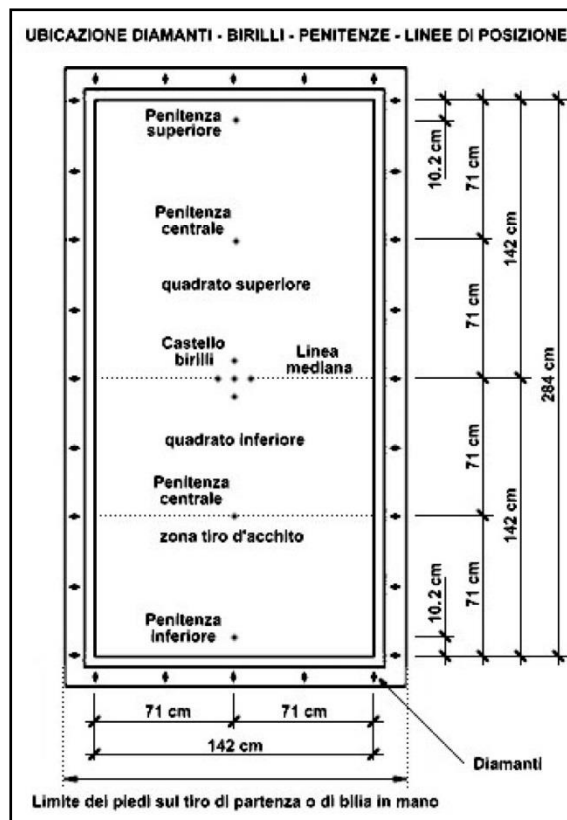 UBICAZIONE DIAMANTI - BIRILLI - PENITENZE - LINEE DI POSIZIONE
Penitenza
superiore
10.2 cm
71 cm
Penitenza
centrale
142 cm
quadrato superiore
71 cm
Castello
birilli
Linea
mediana
284 cm
quadrato inferiore
71 cm
Penitenza
centrale
142 cm
zona tiro d'acchito
10.2 cm
71 cm
Penitenza
inferiore
71 cm
71 cm
142 cm
Diamanti
Limite dei piedi sul tiro di partenza o di bilia in mano